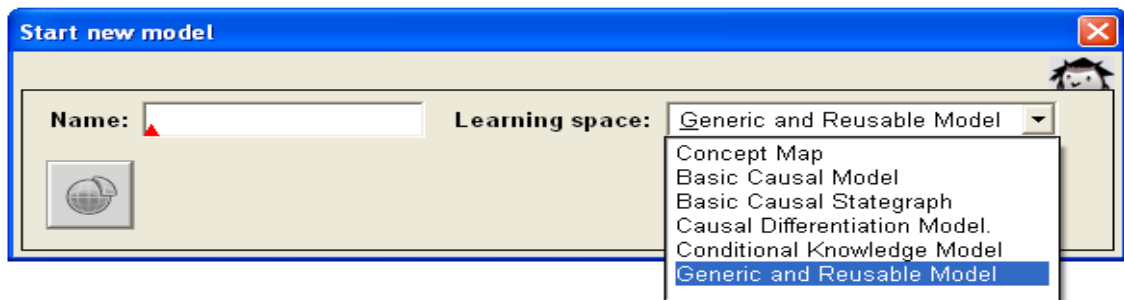 Start new model
Name: Learning space: Generic and Reusable Model
Concept Map
Basic Causal Model
Basic Causal Stategraph
Causal Differentiation Model.
Conditional Knowledge Model
Generic and Reusable Model